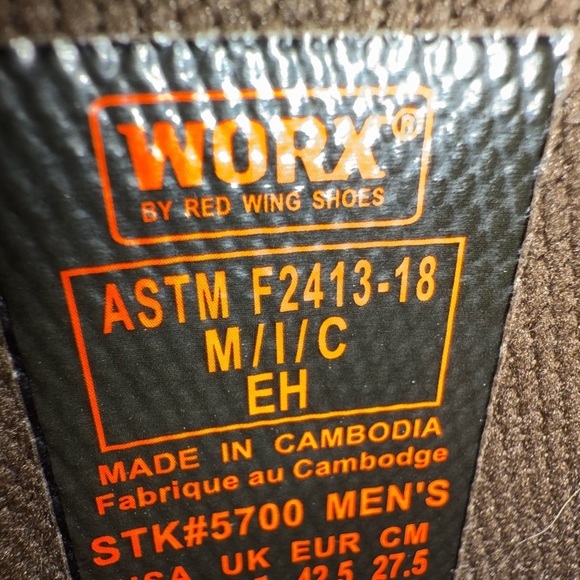 WORX®
BY RED WING SHOES
ASTM F2413-18
M/I/C
EH
MADE IN CAMBODIA
Fabrique au Cambodge
STK#5700 MEN'S
USA UK EUR CM
42.5 27.5